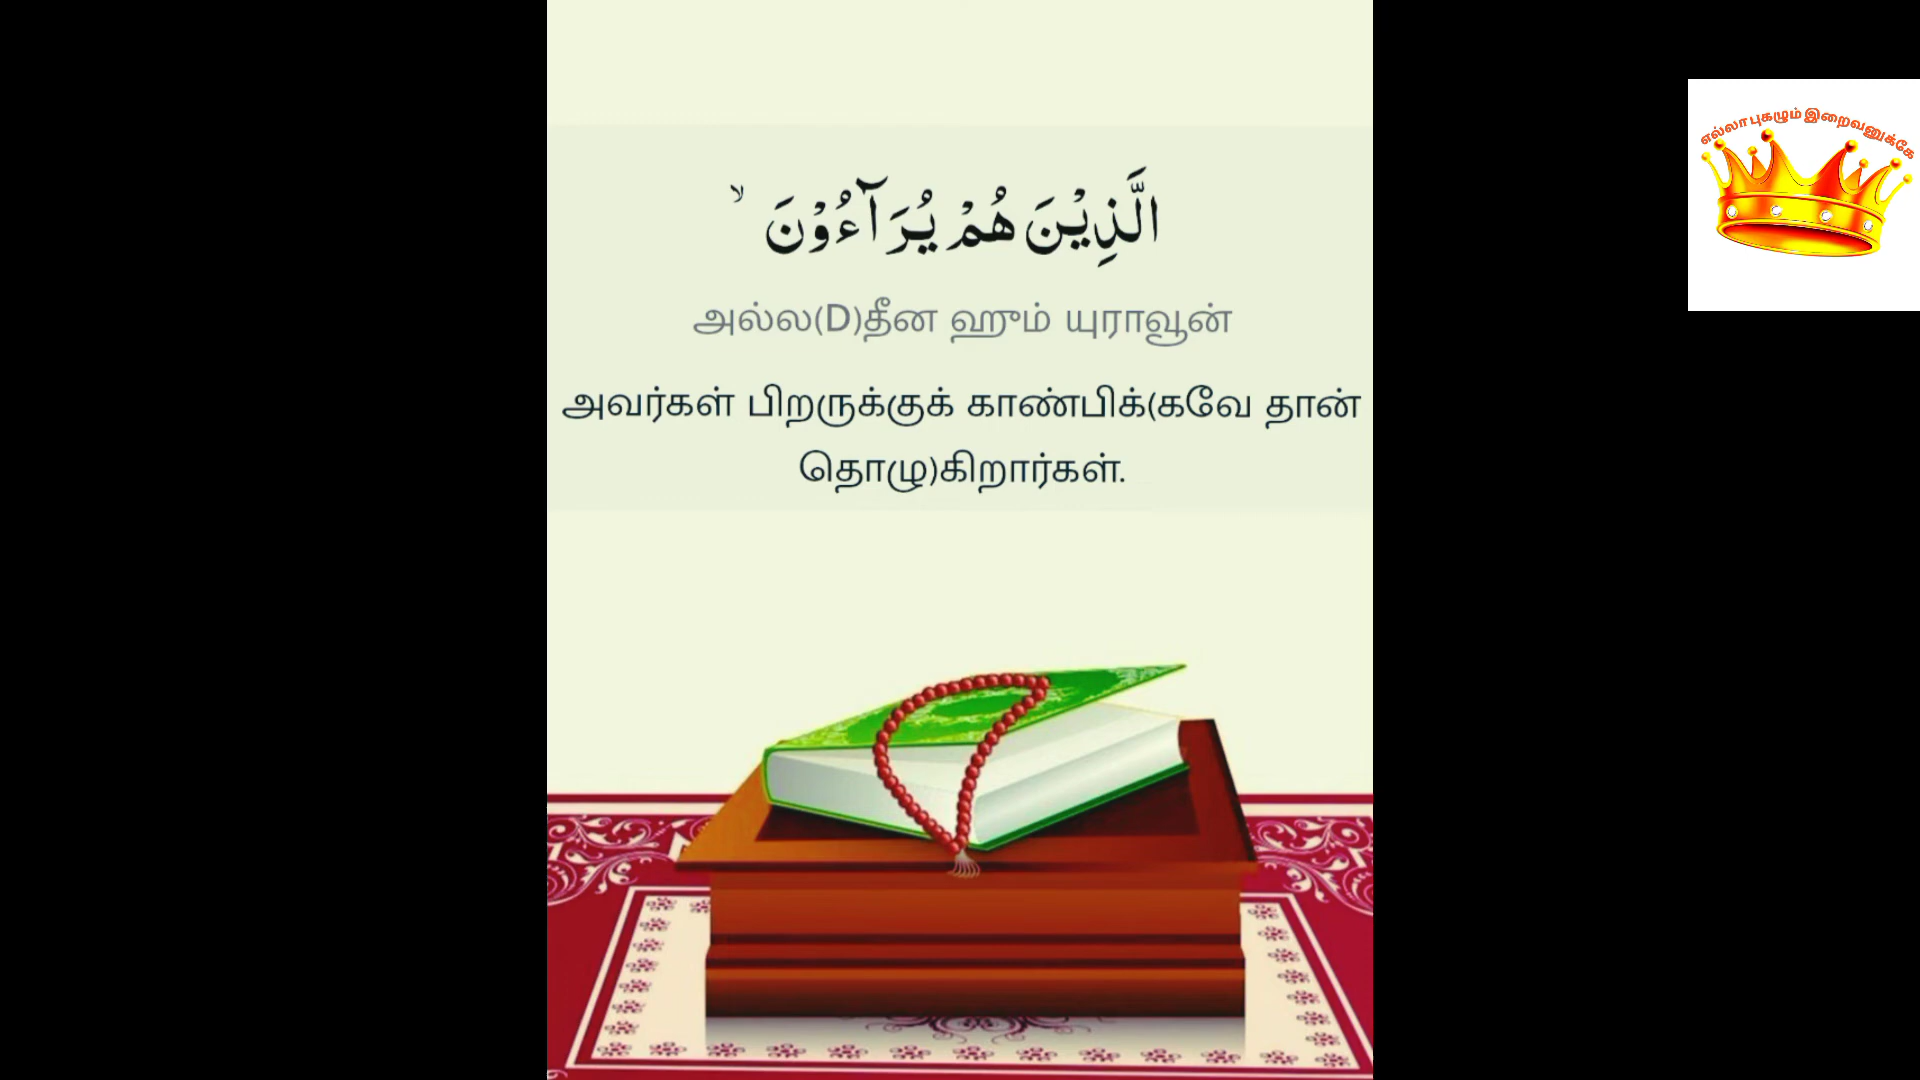 الَّذِيْنَ هُمْ يُرَآءُوْنَ ۙ
அல்ல(D)தீன ஹும் யுராவூன்
அவர்கள் பிறருக்குக் காண்பிக்(கவே தான்
தொழு)கிறார்கள்.
எல்லா புகழும் இறைவனுக்கே